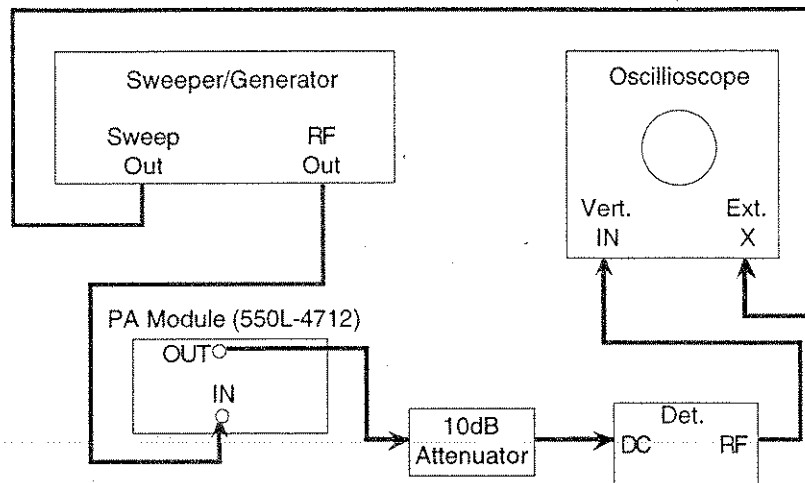 Sweeper/Generator
Sweep
Out
RF
Out
Oscillioscope
Vert.
IN
Ext.
X
PA Module (550L-4712)
OUT
IN
10dB
Attenuator
Det.
DC
RF